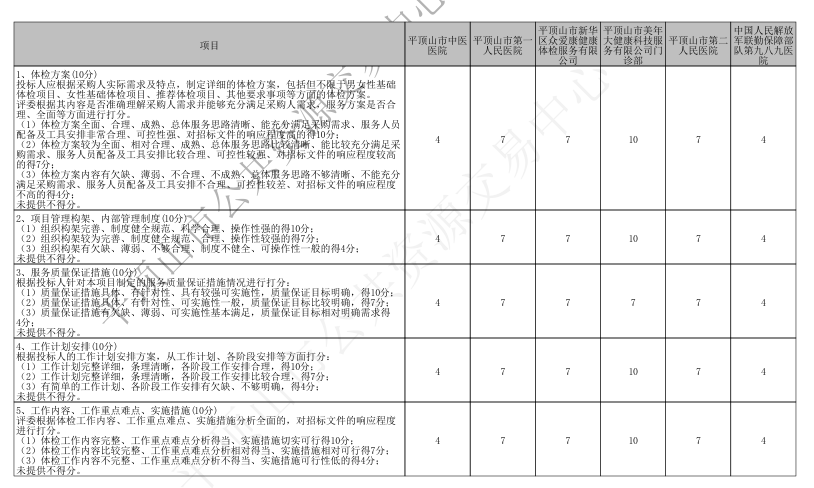 项目
平顶山市中医
医院
平顶山市第一
人民医院
平顶山市新华
区众爱康健康
体检服务有限
公司
平顶山市美年
大健康科技服
务有限公司门
诊部
平顶山市第二
人民医院
中国人民解放
军联勤保障部
队第九八九医
院
1、体检方案(10分)
投标人应根据采购人实际需求及特点，制定详细的体检方案，包括但不限于男女性基础
体检项目、女性基础体检项目、推荐体检项目、其他要求事项等方面的体检方案。
评委根据其内容是否准确理解采购人需求并能够充分满足采购人需求，服务方案是否合
理、全面等方面进行打分。
（1）体检方案全面、合理、成熟、总体服务思路清晰、能充分满足采购需求、服务人员
配备及工具安排非常合理、可控性强、对招标文件的响应程度高的得10分；
（2）体检方案较为全面、相对合理、成熟、总体服务思路比较清晰、能比较充分满足采
购需求、服务人员配备及工具安排比较合理、可控性较强、对招标文件的响应程度较高
的得7分；
（3）体检方案内容有欠缺、薄弱、不合理、不成熟、总体服务思路不够清晰、不能充分
满足采购需求、服务人员配备及工具安排不合理、可控性较差、对招标文件的响应程度
不高的得4分；
未提供不得分。
4 7 7 10 7 4
2、项目管理构架、内部管理制度(10分)
（1）组织构架完善、制度健全规范、科学合理、操作性强的得10分；
（2）组织构架较为完善、制度健全规范、合理、操作性较强的得7分；
（3）组织构架有欠缺、薄弱、不够合理、制度不健全、可操作性一般的得4分；
未提供不得分。
4 7 7 10 7 4
3、服务质量保证措施(10分)
根据投标人针对本项目制定的服务质量保证措施情况进行打分：
（1）质量保证措施具体、有针对性、具有较强可实施性，质量保证目标明确，得10分；
（2）质量保证措施具体、有针对性、可实施性一般，质量保证目标比较明确，得7分；
（3）质量保证措施有欠缺、薄弱、可实施性基本满足，质量保证目标相对明确需求得
4分；
未提供不得分。
4 7 7 7 7 4
4、工作计划安排(10分)
根据投标人的工作计划安排方案，从工作计划、各阶段安排等方面打分：
（1）工作计划完整详细，条理清晰，各阶段工作安排合理，得10分；
（2）工作计划完整详细，条理清晰，各阶段工作安排比较合理，得7分；
（3）有简单的工作计划、各阶段工作安排有欠缺、不够明确，得4分；
未提供不得分。
4 7 7 10 7 4
5、工作内容、工作重点难点、实施措施(10分)
评委根据体检工作内容、工作重点难点、实施措施分析全面的，对招标文件的响应程度
进行打分。
（1）体检工作内容完整、工作重点难点分析得当、实施措施切实可行得10分；
（2）体检工作内容比较完整、工作重点难点分析相对得当、实施措施相对可行得7分；
（3）体检工作内容不完整、工作重点难点分析不得当、实施措施可行性低的得4分；
未提供不得分。
4 7 7 10 7 4
平顶山市公共资源交易中心
平顶山市公共资源交易中心